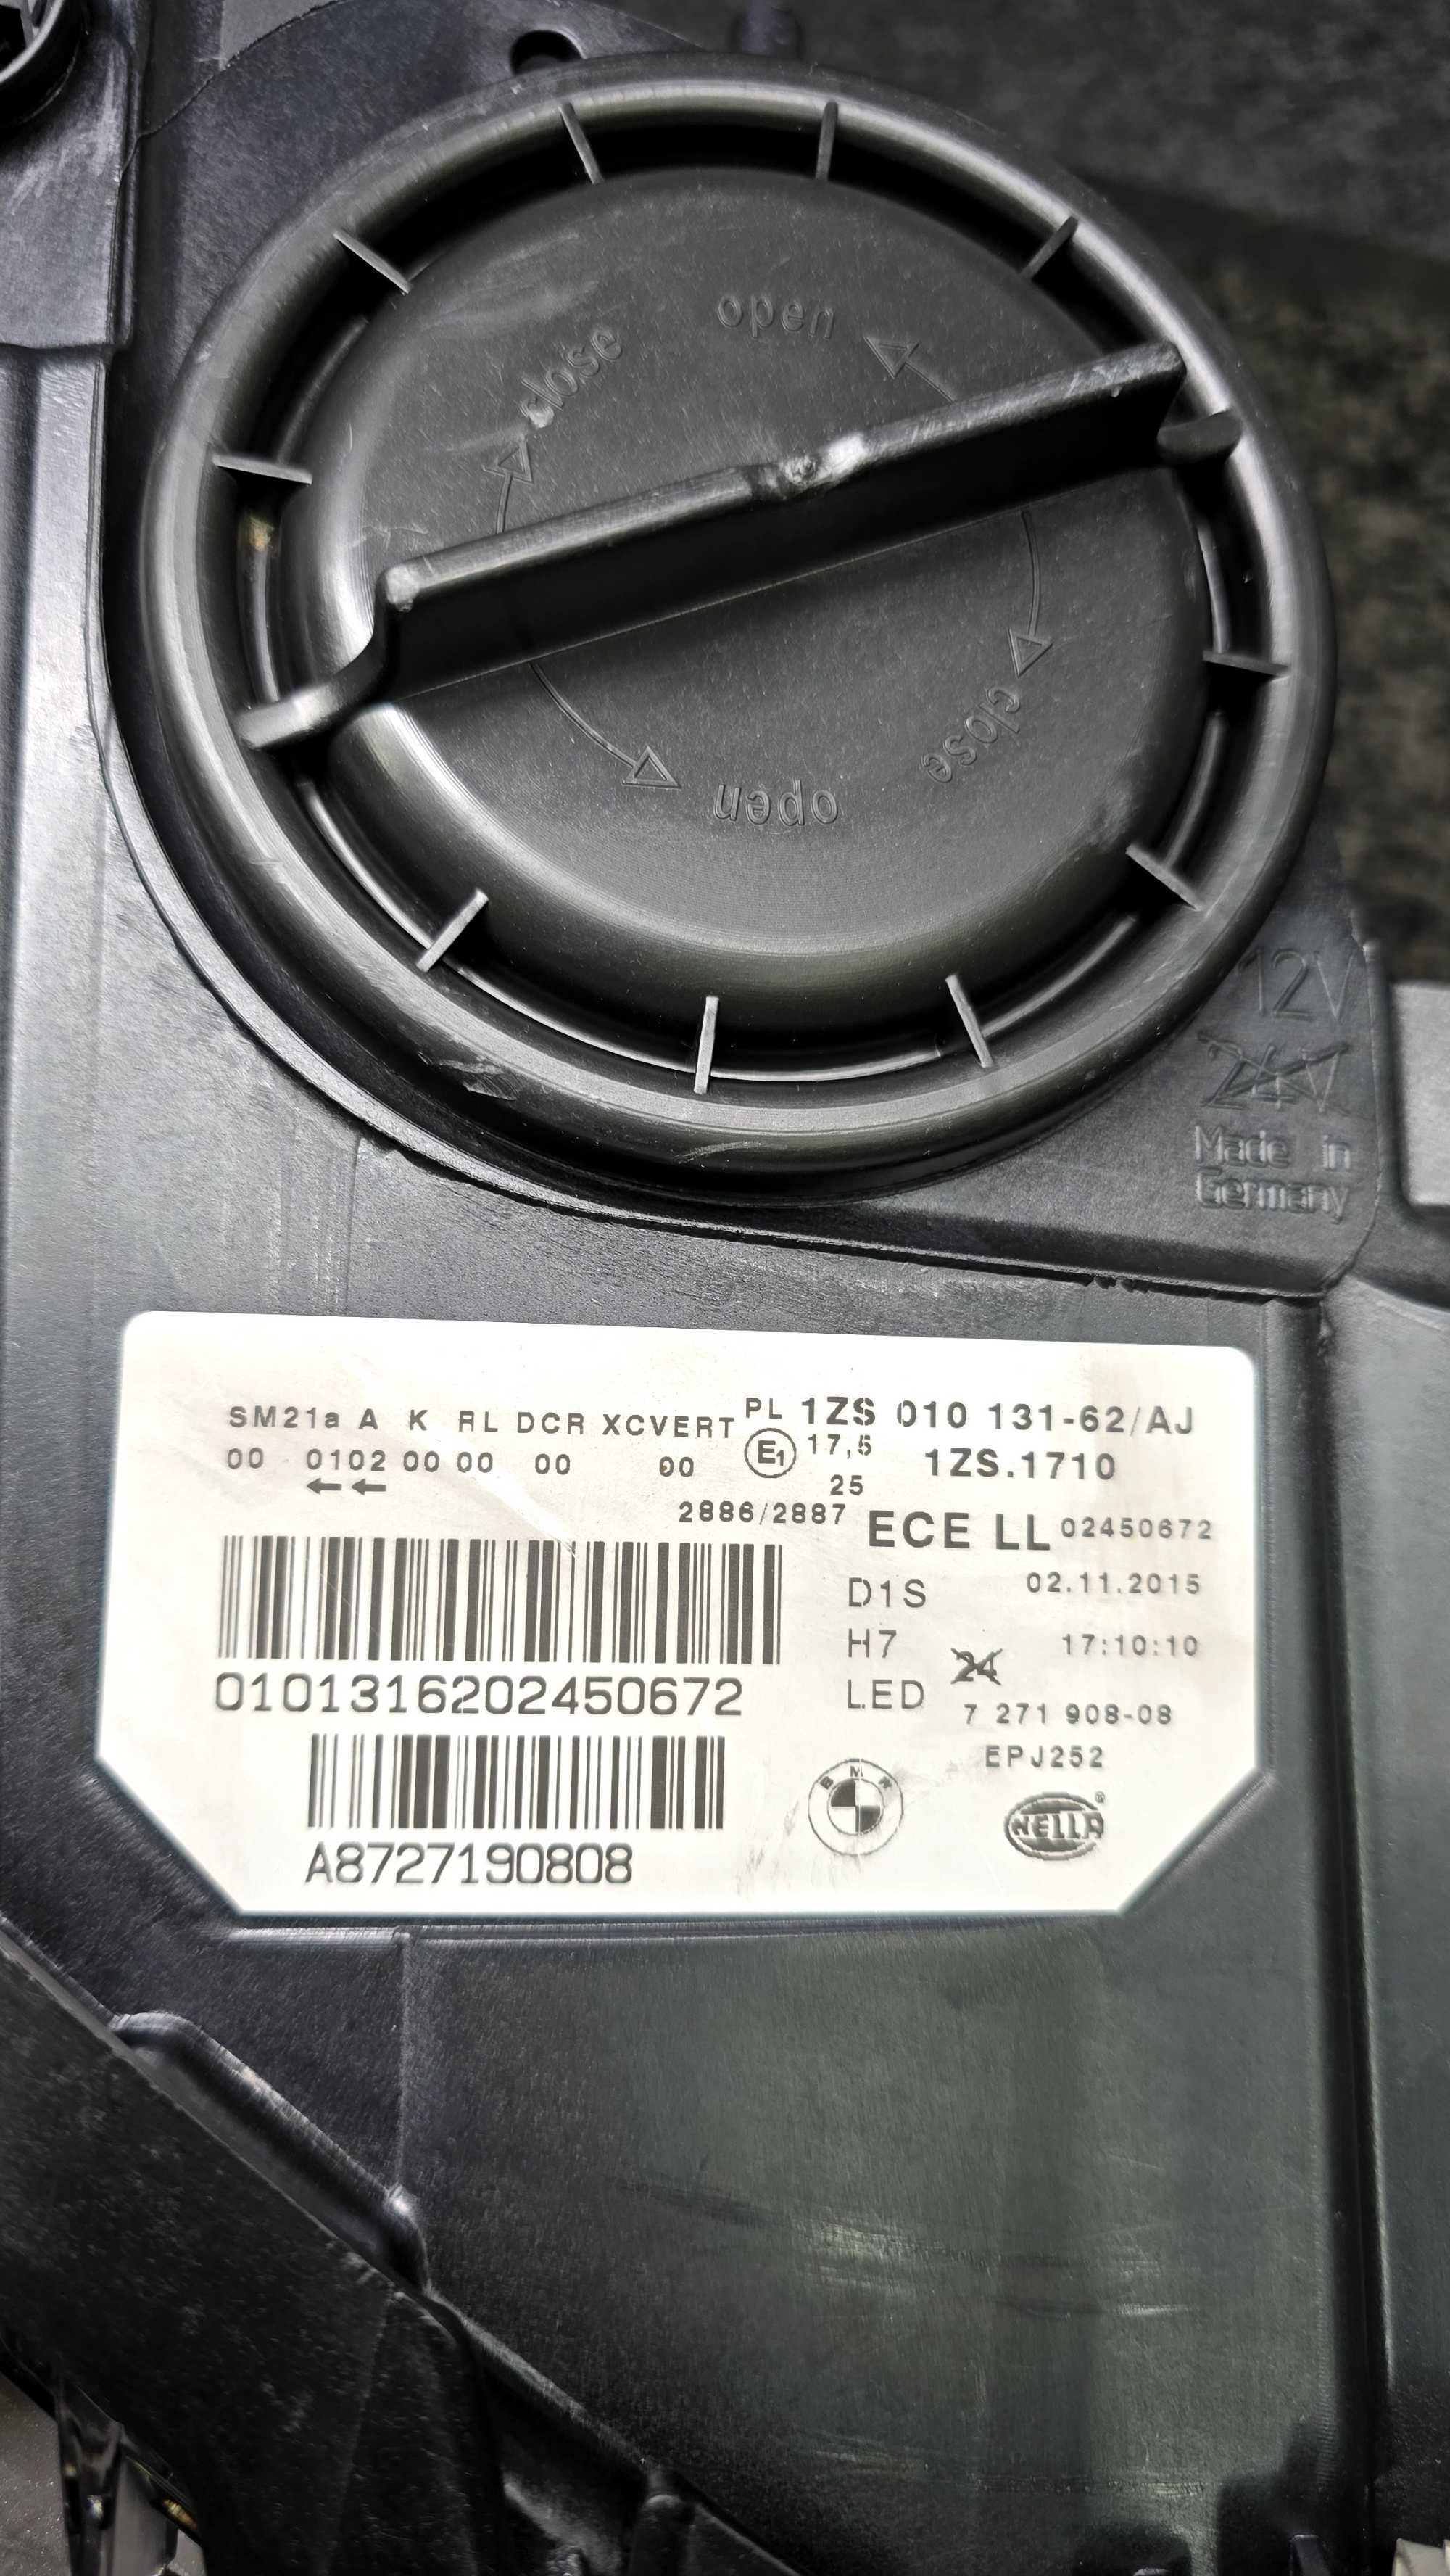 open
close
close
open
12V
24V
Made in
Germany
SM21a A K RL DCR XCVERT PL 1ZS 010 131-62/AJ
00 0102 00 00 00 00 E1 17,5 1ZS.1710
25
2886/2887 ECE LL 02450672
D1S 02.11.2015
H7 24 17:10:10
0101316202450672 LED 7 271 908-08
EPJ252
BMW HELLA ®
A8727190808